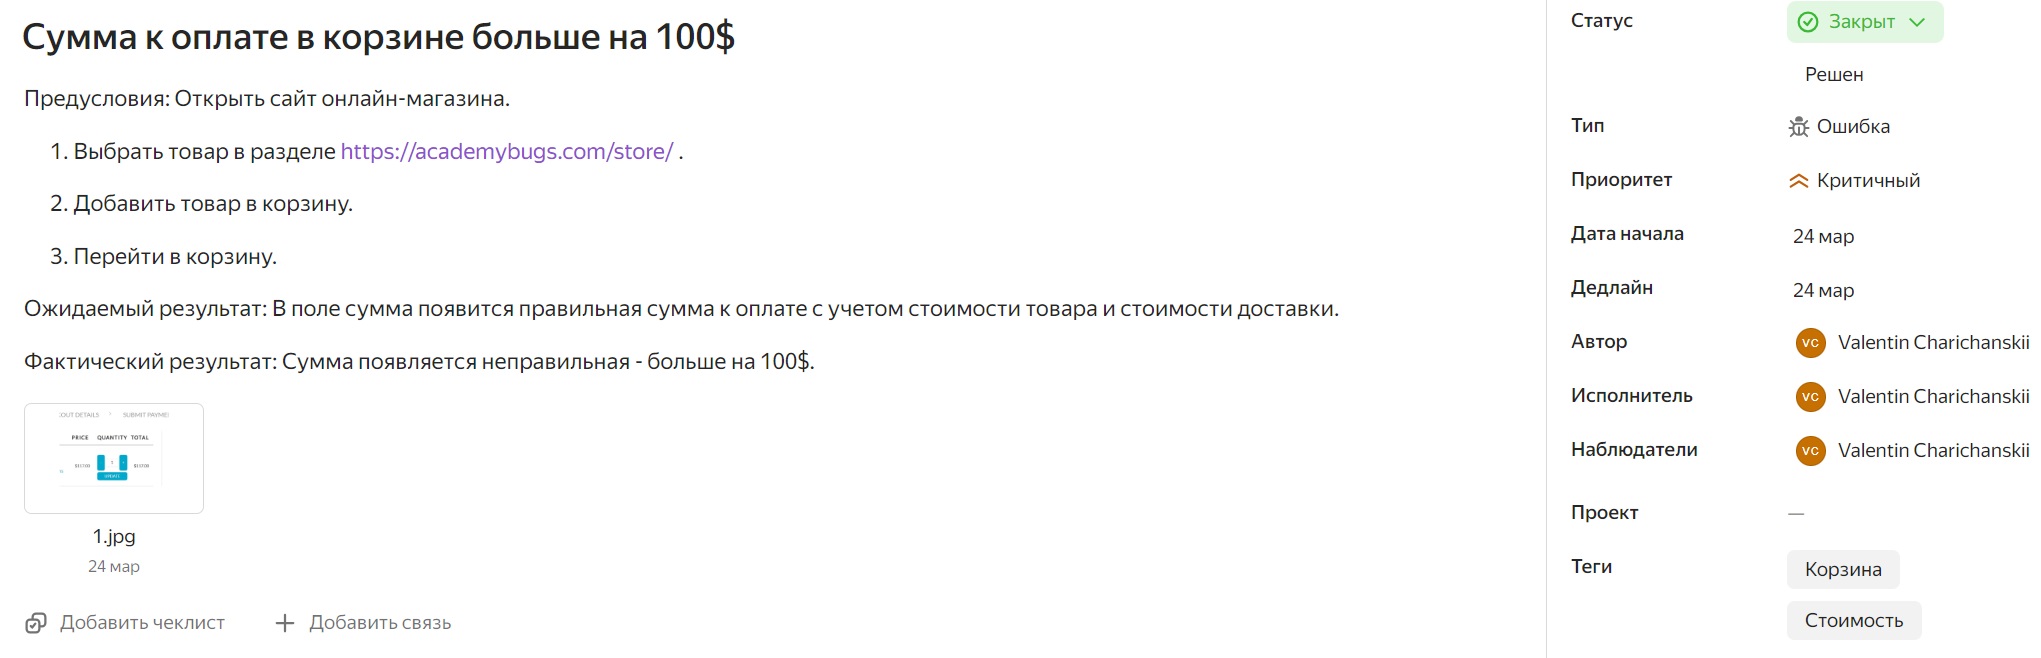 Сумма к оплате в корзине больше на 100$
Предусловия: Открыть сайт онлайн-магазина.
1. Выбрать товар в разделе https://academybugs.com/store/ .
2. Добавить товар в корзину.
3. Перейти в корзину.
Ожидаемый результат: В поле сумма появится правильная сумма к оплате с учетом стоимости товара и стоимости доставки.
Фактический результат: Сумма появляется неправильная - больше на 100$.
OUT DETAILS > SUBMIT PAYME
PRICE QUANTITY TOTAL
UPDATE
1.jpg
24 мар
Добавить чеклист
Добавить связь
Статус
Закрыт
Решен
Тип
Ошибка
Приоритет
Критичный
Дата начала
24 мар
Дедлайн
24 мар
Автор
VC Valentin Charichanskii
Исполнитель
VC Valentin Charichanskii
Наблюдатели
VC Valentin Charichanskii
Проект
—
Теги
Корзина
Стоимость